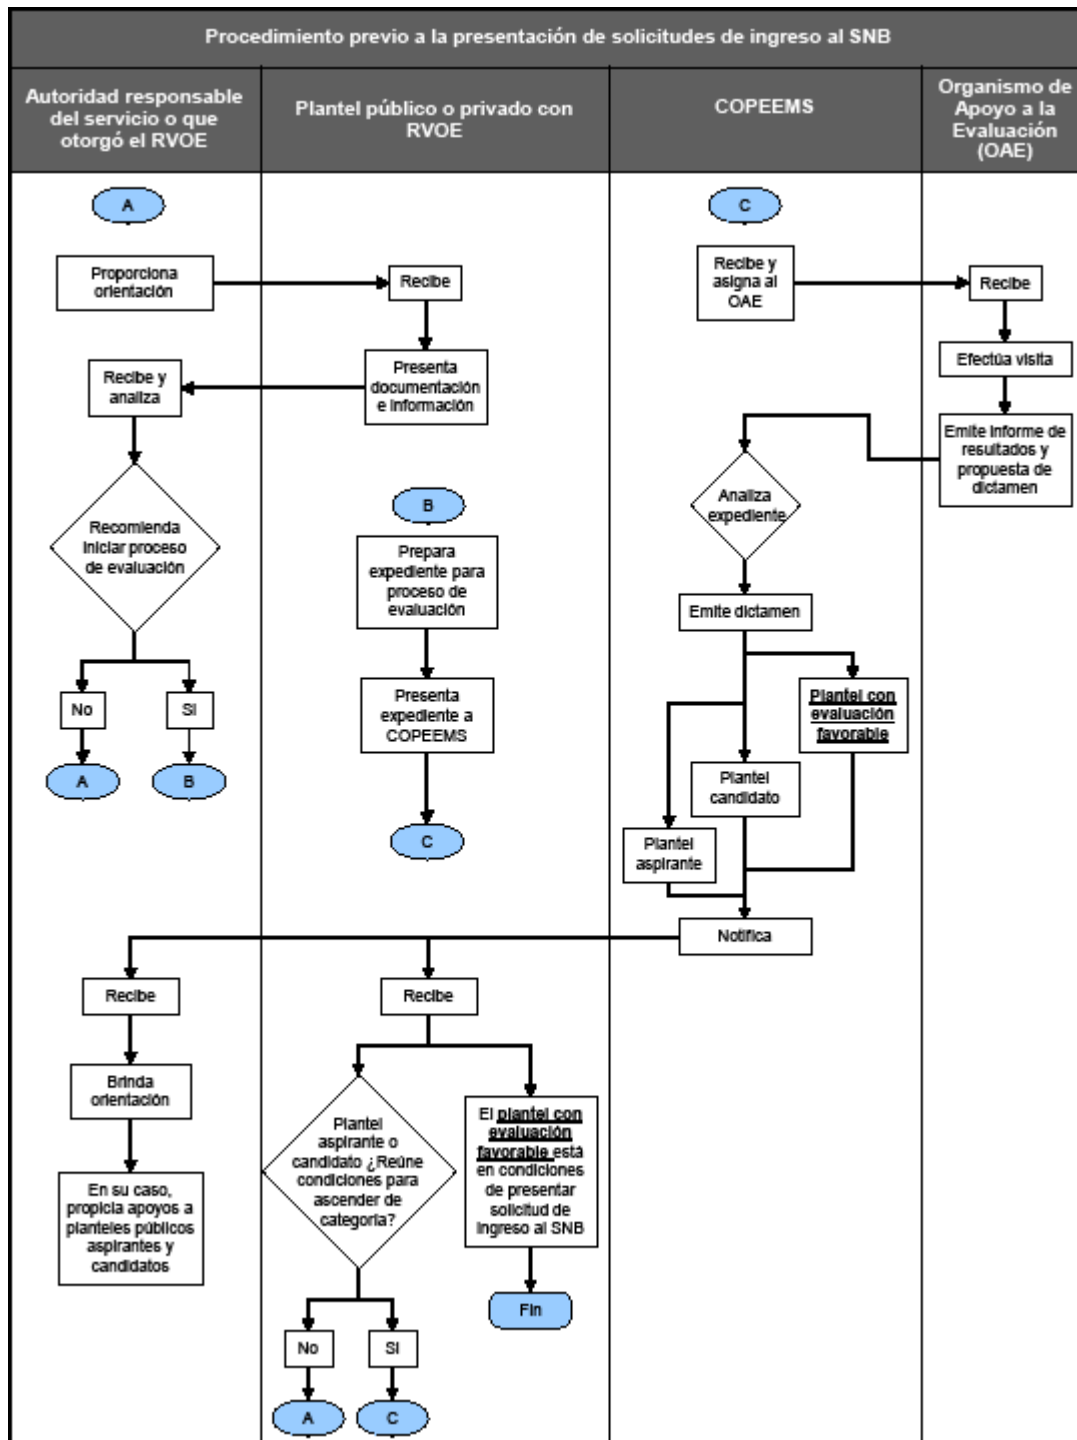 Procedimiento previo a la presentación de solicitudes de ingreso al SNB
Autoridad responsable
del servicio o que
otorgó el RVOE
Plantel público o privado con
RVOE
COPEEMS
Organismo de
Apoyo a la
Evaluación
(OAE)
A
C
Proporciona
orientación
Recibe
Recibe y
asigna al
OAE
Recibe
Recibe y
analiza
Presenta
documentación
e información
Efectúa visita
Emite informe de
resultados y
propuesta de
dictamen
Analiza
expediente
Recomienda
iniciar proceso
de evaluación
B
Prepara
expediente para
proceso de
evaluación
Emite dictamen
No
Si
Presenta
expediente a
COPEEMS
Plantel con
evaluación
favorable
A
B
Plantel
candidato
C
Plantel
aspirante
Notifica
Recibe
Recibe
Brinda
orientación
Plantel
aspirante o
candidato ¿Reúne
condiciones para
ascender de
categoría?
El plantel con
evaluación
favorable está
en condiciones
de presentar
solicitud de
ingreso al SNB
En su caso,
propicia apoyos a
planteles públicos
aspirantes y
candidatos
Fin
No
Si
A
C